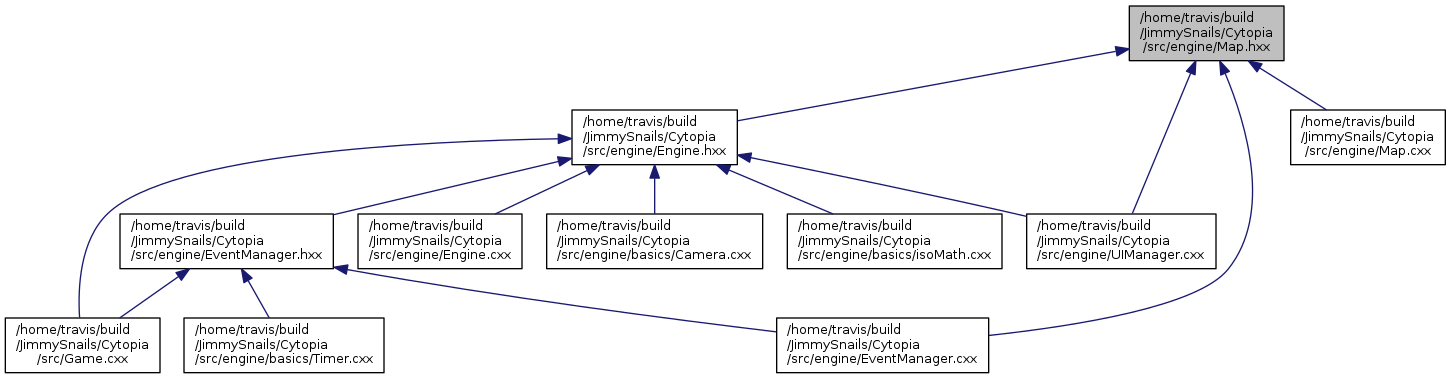 /home/travis/build
/JimmySnails/Cytopia
/src/engine/Map.hxx
/home/travis/build
/JimmySnails/Cytopia
/src/engine/Engine.hxx
/home/travis/build
/JimmySnails/Cytopia
/src/engine/Map.cxx
/home/travis/build
/JimmySnails/Cytopia
/src/engine/EventManager.hxx
/home/travis/build
/JimmySnails/Cytopia
/src/engine/Engine.cxx
/home/travis/build
/JimmySnails/Cytopia
/src/engine/basics/Camera.cxx
/home/travis/build
/JimmySnails/Cytopia
/src/engine/basics/isoMath.cxx
/home/travis/build
/JimmySnails/Cytopia
/src/engine/UIManager.cxx
/home/travis/build
/JimmySnails/Cytopia
/src/Game.cxx
/home/travis/build
/JimmySnails/Cytopia
/src/engine/basics/Timer.cxx
/home/travis/build
/JimmySnails/Cytopia
/src/engine/EventManager.cxx